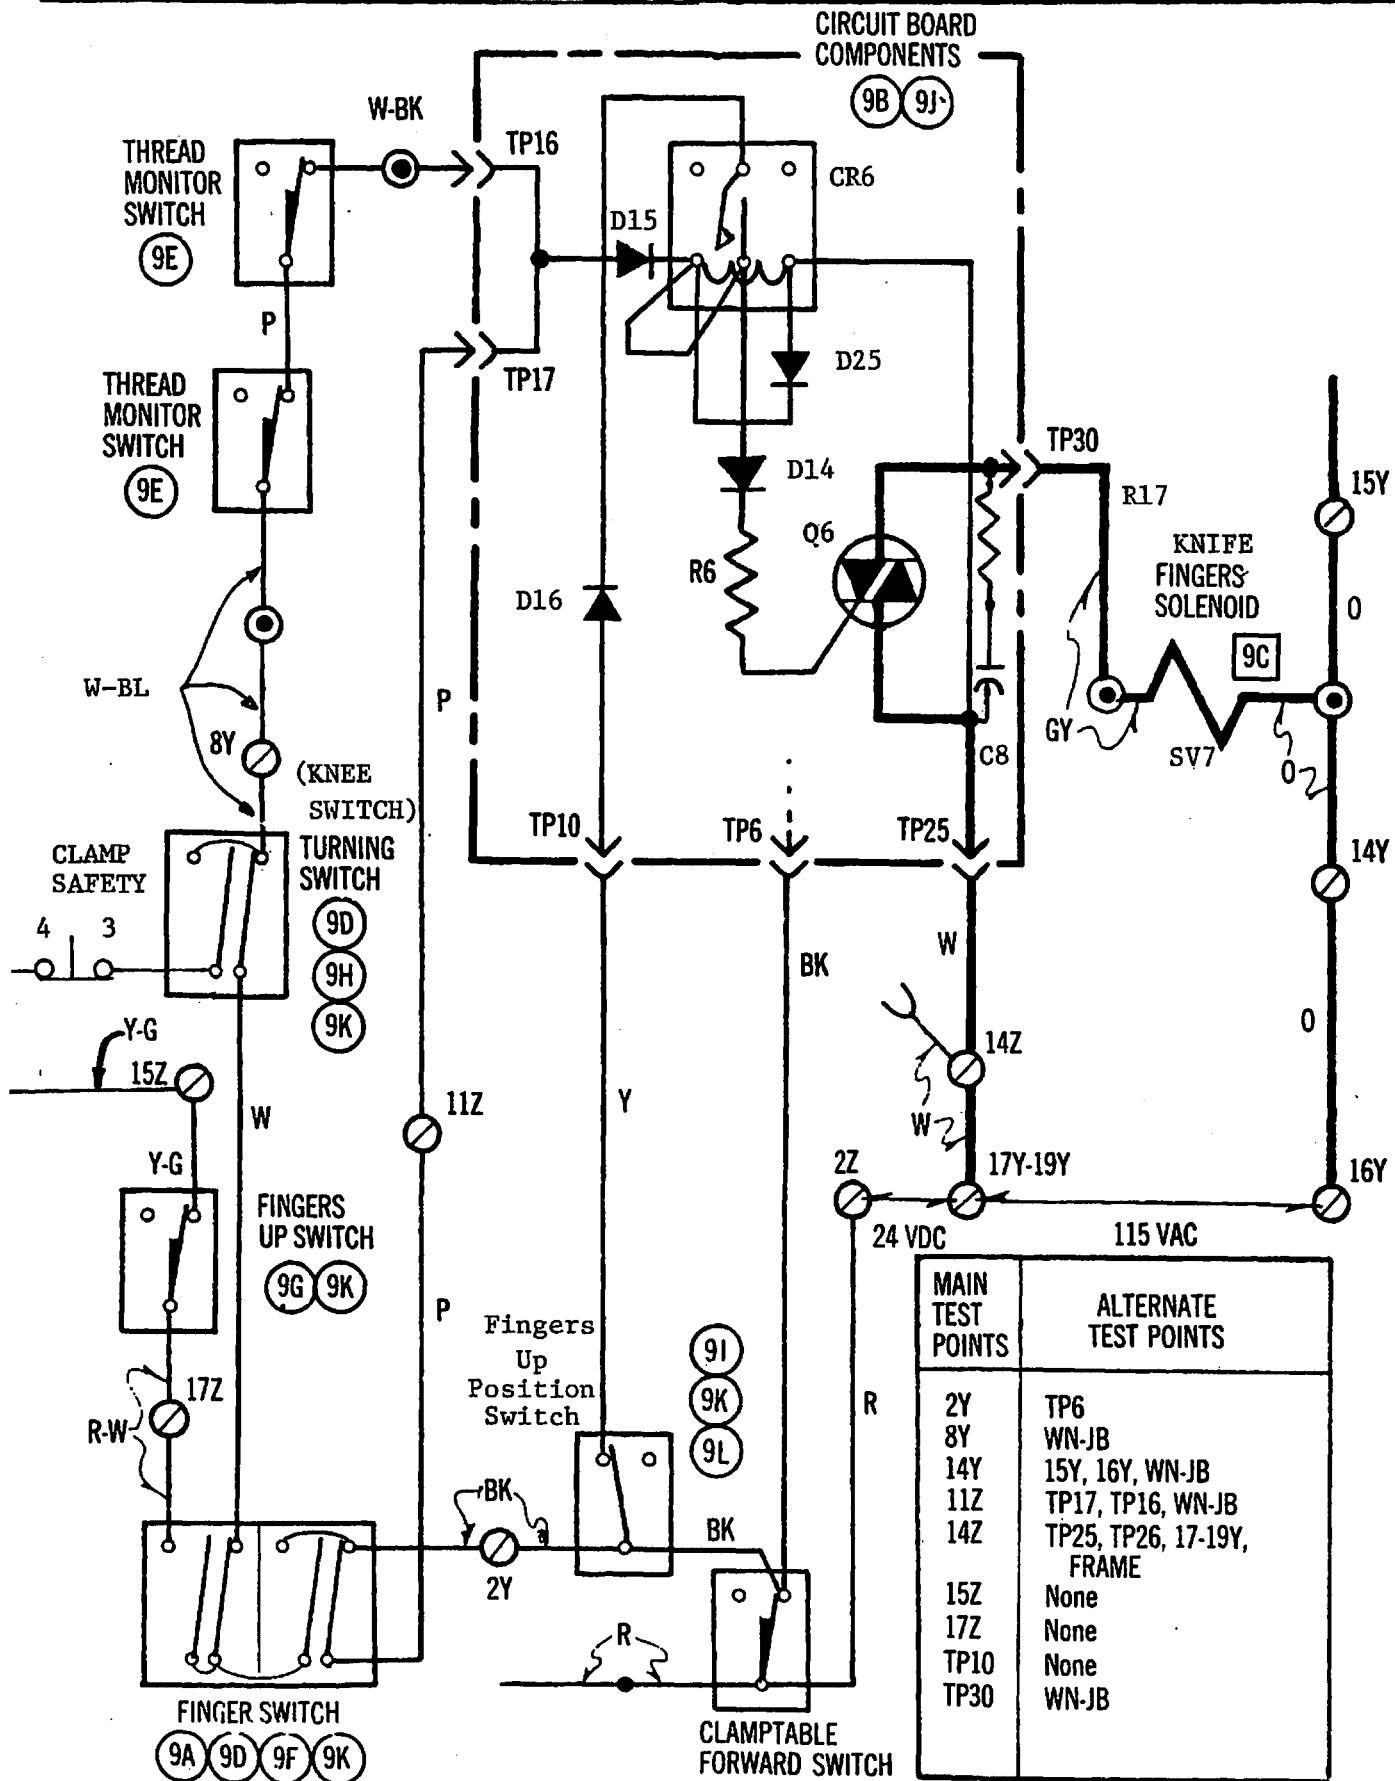 CIRCUIT BOARD
COMPONENTS
9B 9J
W-BK
TP16
THREAD
MONITOR
SWITCH
9E
CR6
D15
P
TP17
D25
THREAD
MONITOR
SWITCH
9E
D14
TP30
R17
15Y
Q6
R6
KNIFE
FINGERS
SOLENOID
9C
O
D16
W-BL
P
GY
SV7
O
8Y
(KNEE
SWITCH)
TURNING
SWITCH
9D
9H
9K
C8
TP10
TP6
TP25
14Y
CLAMP
SAFETY
4 3
W
BK
Y-G
15Z
14Z
O
W
11Z
Y
W
Y-G
2Z
17Y-19Y
16Y
FINGERS
UP SWITCH
9G 9K
24 VDC
115 VAC
P
Fingers
Up
Position
Switch
9I
9K
9L
R
17Z
R-W
BK
2Y
BK
R
FINGER SWITCH
9A 9D 9F 9K
CLAMPTABLE
FORWARD SWITCH
MAIN
TEST
POINTS
ALTERNATE
TEST POINTS
2Y TP6
8Y WN-JB
14Y 15Y, 16Y, WN-JB
11Z TP17, TP16, WN-JB
14Z TP25, TP26, 17-19Y,
FRAME
15Z None
17Z None
TP10 None
TP30 WN-JB